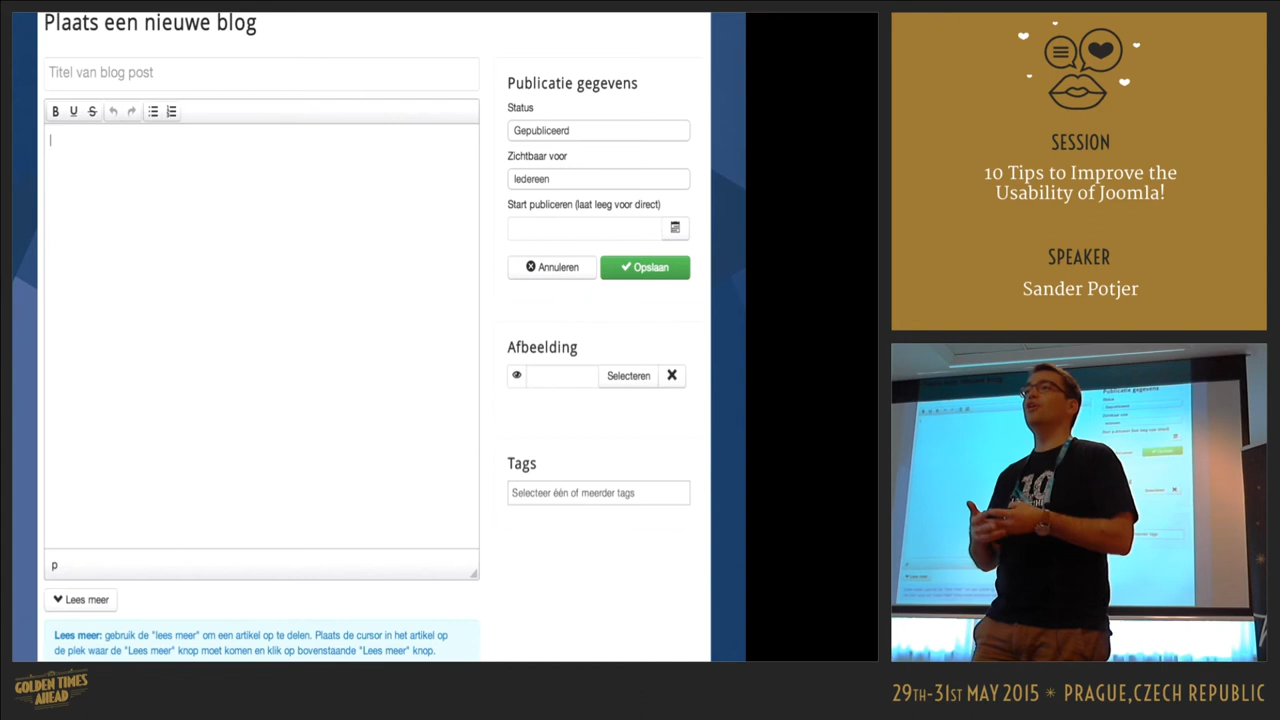 Plaats een nieuwe blog
Titel van blog post
B U S
p
Lees meer
Lees meer: gebruik de "lees meer" om een artikel op te delen. Plaats de cursor in het artikel op
de plek waar de "Lees meer" knop moet komen en klik op bovenstaande "Lees meer" knop.
Publicatie gegevens
Status
Gepubliceerd
Zichtbaar voor
Iedereen
Start publiceren (laat leeg voor direct)
Annuleren
Opslaan
Afbeelding
Selecteren
Tags
Selecteer één of meerder tags
SESSION
10 Tips to Improve the
Usability of Joomla!
SPEAKER
Sander Potjer
10
GOLDEN TIMES
AHEAD
29TH-31ST MAY 2015 * PRAGUE,CZECH REPUBLIC